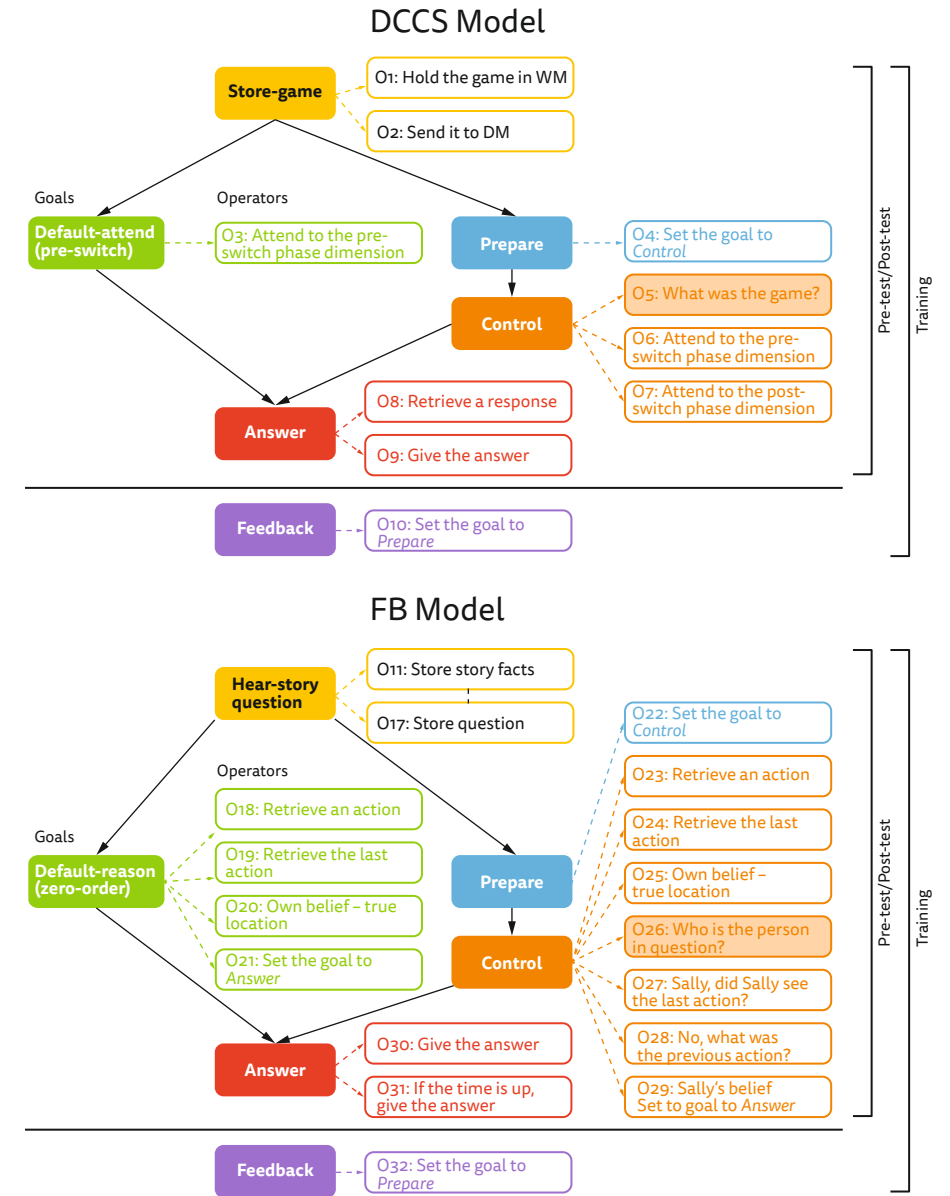 DCCS Model
Store-game
O1: Hold the game in WM
O2: Send it to DM
Goals
Operators
Default-attend
(pre-switch)
O3: Attend to the pre-
switch phase dimension
Prepare
O4: Set the goal to
Control
Control
O5: What was the game?
O6: Attend to the pre-
switch phase dimension
O7: Attend to the post-
switch phase dimension
Answer
O8: Retrieve a response
O9: Give the answer
Pre-test/Post-test
Training
Feedback
O10: Set the goal to
Prepare
FB Model
Hear-story
question
O11: Store story facts
O17: Store question
Goals
Operators
Default-reason
(zero-order)
O18: Retrieve an action
O19: Retrieve the last
action
O20: Own belief – true
location
O21: Set the goal to
Answer
Prepare
O22: Set the goal to
Control
Control
O23: Retrieve an action
O24: Retrieve the last
action
O25: Own belief –
true location
O26: Who is the person
in question?
O27: Sally, did Sally see
the last action?
O28: No, what was
the previous action?
O29: Sally's belief
Set to goal to Answer
Answer
O30: Give the answer
O31: If the time is up,
give the answer
Pre-test/Post-test
Training
Feedback
O32: Set the goal to
Prepare